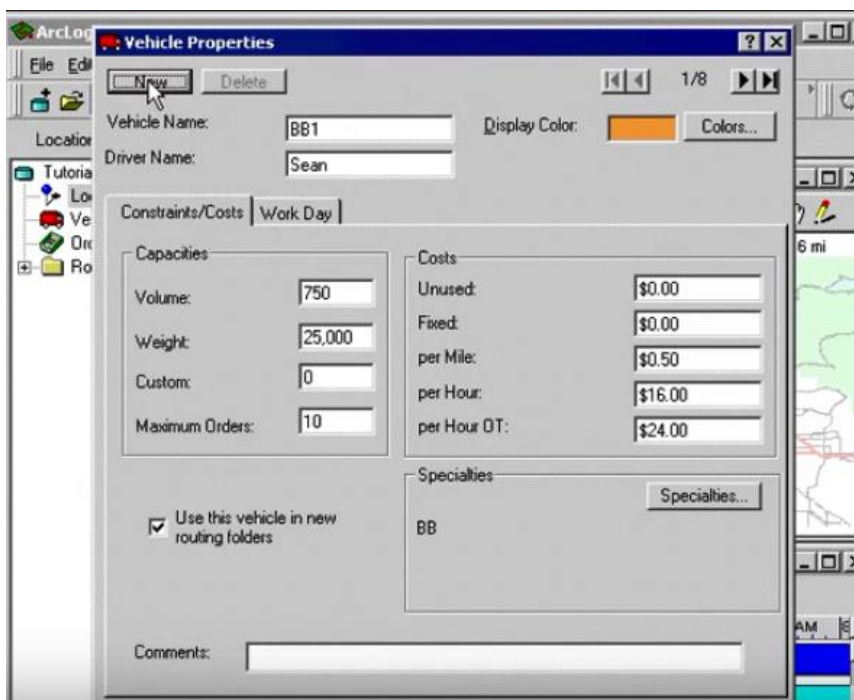 ArcLog
Vehicle Properties
File Edi
New Delete 1/8
Vehicle Name: BB1 Display Color: Colors...
Location
Driver Name: Sean
Tutoria
Lo
Ve
Ord
Ro
Constraints/Costs Work Day
6 mi
Capacities Costs
Volume: 750 Unused: $0.00
Weight: 25,000 Fixed: $0.00
Custom: 0 per Mile: $0.50
Maximum Orders: 10 per Hour: $16.00
per Hour OT: $24.00
Specialties
Specialties...
Use this vehicle in new
routing folders
BB
AM
Comments: